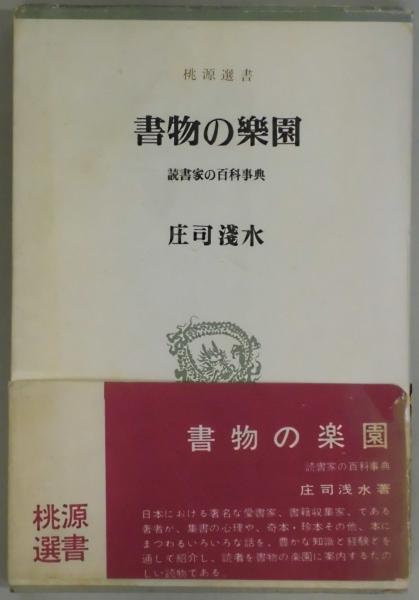 桃源選書
書物の樂園
読書家の百科事典
庄司淺水
書物の楽園
読書家の百科事典
庄司浅水著
桃源
選書
日本における著名な愛書家、書籍収集家、である
著者が、集書の心理や、奇本・珍本その他、本に
まつわるいろいろな話を、豊かな知識と経験とを
通して紹介し、読者を書物の楽園に案内するたの
しい読物である。